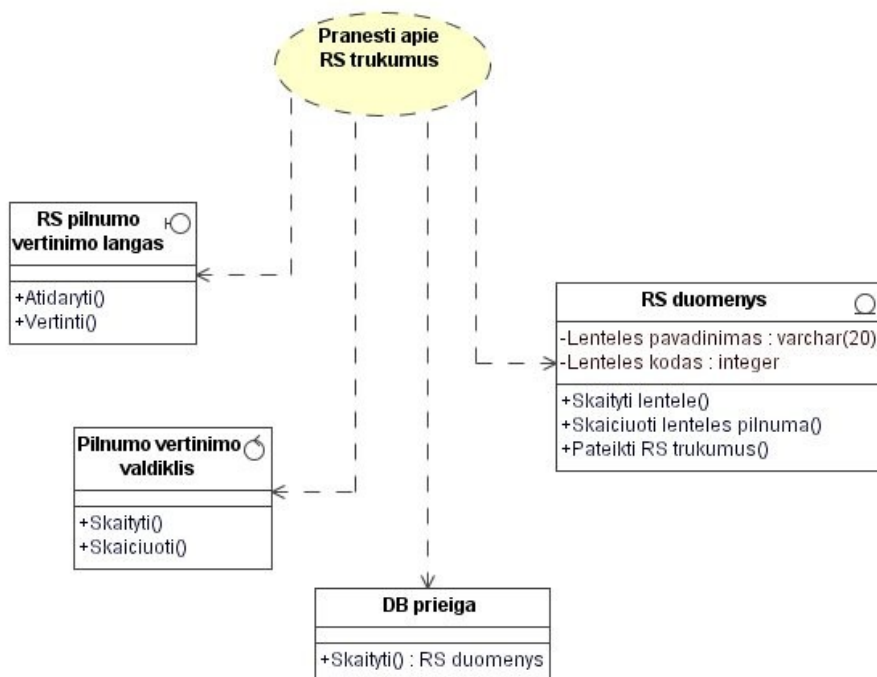 Pranesti apie
RS trukumus
RS pilnumo
vertinimo langas
+Atidaryti()
+Vertinti()
RS duomenys
-Lenteles pavadinimas : varchar(20)
-Lenteles kodas : integer
+Skaityti lentele()
+Skaiciuoti lenteles pilnuma()
+Pateikti RS trukumus()
Pilnumo vertinimo
valdiklis
+Skaityti()
+Skaiciuoti()
DB prieiga
+Skaityti() : RS duomenys